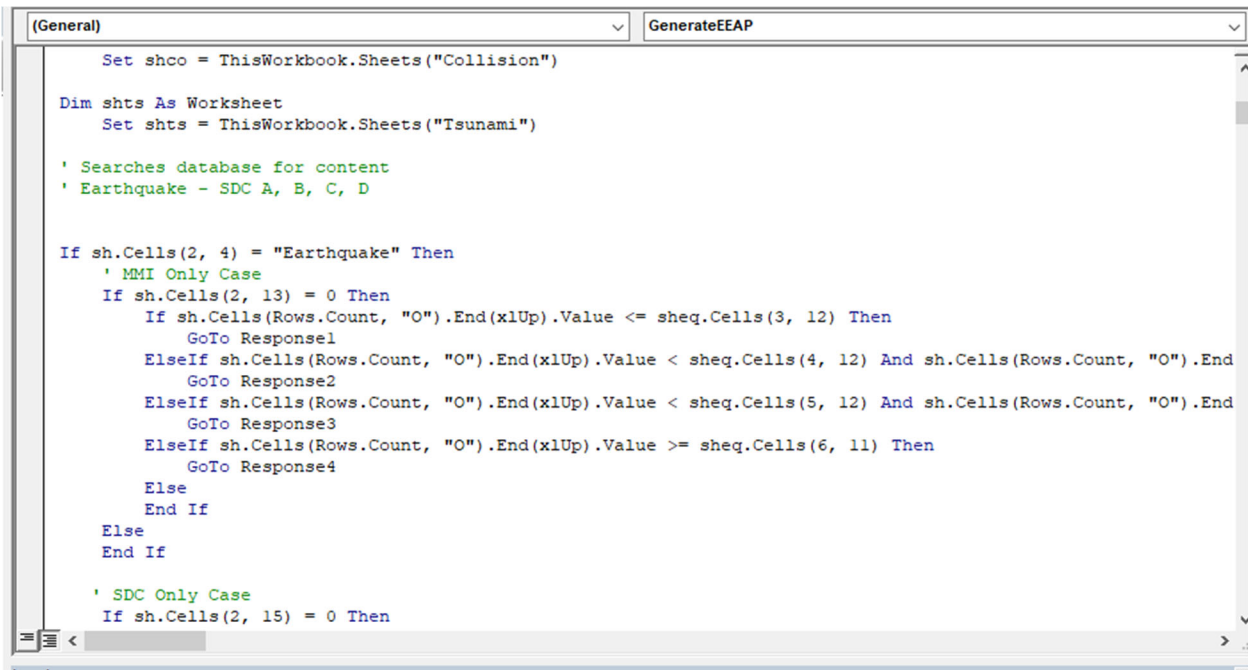 (General) GenerateEEAP
Set shco = ThisWorkbook.Sheets("Collision")
Dim shts As Worksheet
Set shts = ThisWorkbook.Sheets("Tsunami")
' Searches database for content
' Earthquake - SDC A, B, C, D
If sh.Cells(2, 4) = "Earthquake" Then
' MMI Only Case
If sh.Cells(2, 13) = 0 Then
If sh.Cells(Rows.Count, "O").End(xlUp).Value <= sheq.Cells(3, 12) Then
GoTo Response1
ElseIf sh.Cells(Rows.Count, "O").End(xlUp).Value < sheq.Cells(4, 12) And sh.Cells(Rows.Count, "O").End
GoTo Response2
ElseIf sh.Cells(Rows.Count, "O").End(xlUp).Value < sheq.Cells(5, 12) And sh.Cells(Rows.Count, "O").End
GoTo Response3
ElseIf sh.Cells(Rows.Count, "O").End(xlUp).Value >= sheq.Cells(6, 11) Then
GoTo Response4
Else
End If
Else
End If
' SDC Only Case
If sh.Cells(2, 15) = 0 Then